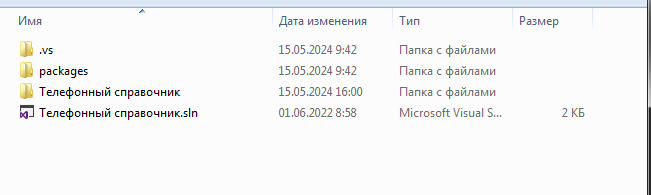 Имя Дата изменения Тип Размер
.vs 15.05.2024 9:42 Папка с файлами
packages 15.05.2024 9:42 Папка с файлами
Телефонный справочник 15.05.2024 16:00 Папка с файлами
Телефонный справочник.sln 01.06.2022 8:58 Microsoft Visual S... 2 КБ